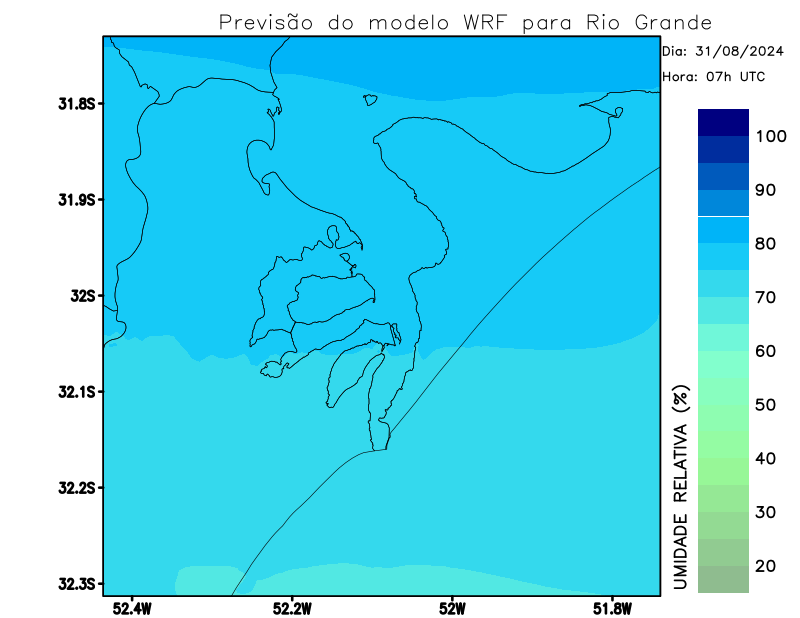 Previsão do modelo WRF para Rio Grande
Dia: 31/08/2024
Hora: 07h UTC
31.8S
31.9S
32S
32.1S
32.2S
32.3S
52.4W
52.2W
52W
51.8W
100
90
80
70
60
50
40
30
20
UMIDADE RELATIVA (%)